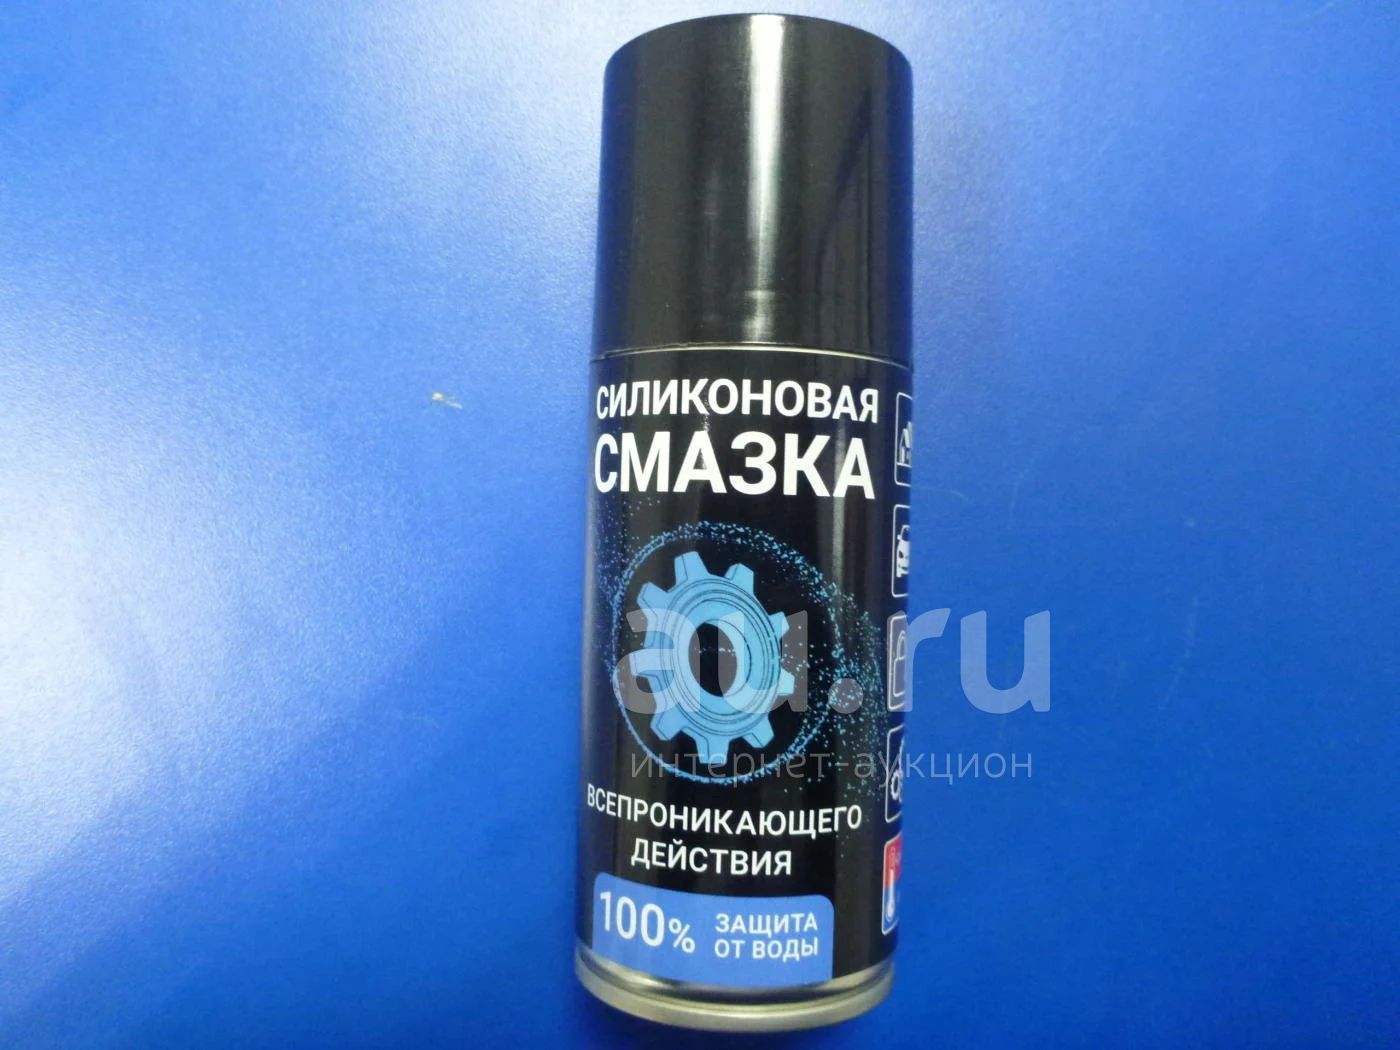 СИЛИКОНОВАЯ
СМАЗКА
au.ru
интернет-аукцион
ВСЕПРОНИКАЮЩЕГО
ДЕЙСТВИЯ
100% ЗАЩИТА
ОТ ВОДЫ